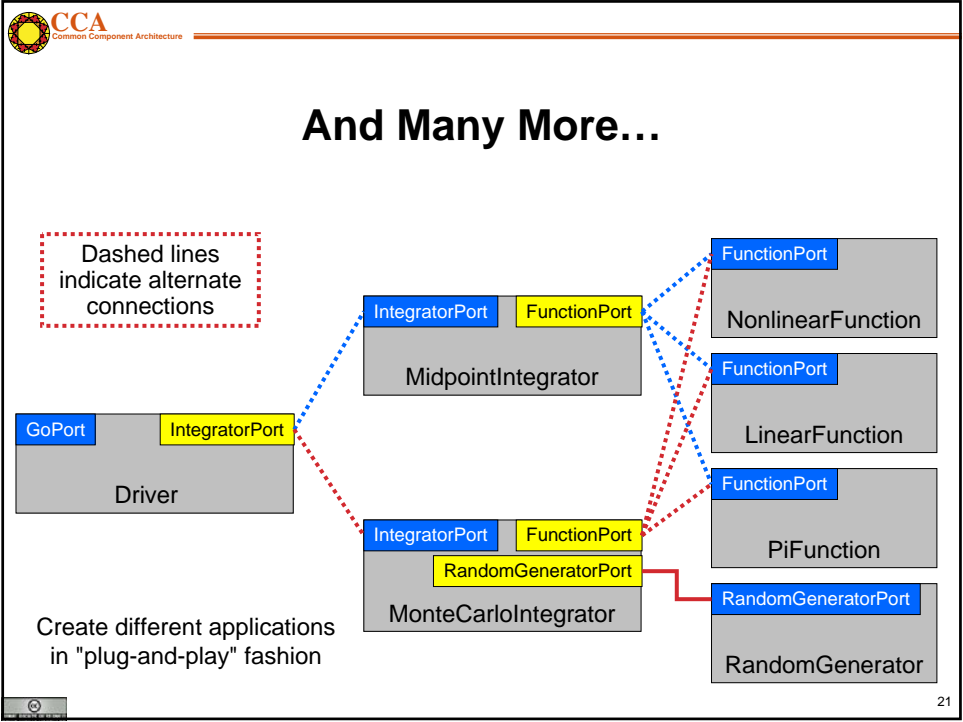 CCA
Common Component Architecture
And Many More…
Dashed lines
indicate alternate
connections
FunctionPort
NonlinearFunction
IntegratorPort
FunctionPort
MidpointIntegrator
FunctionPort
LinearFunction
GoPort
IntegratorPort
Driver
FunctionPort
PiFunction
IntegratorPort
FunctionPort
RandomGeneratorPort
MonteCarloIntegrator
RandomGeneratorPort
RandomGenerator
Create different applications
in "plug-and-play" fashion
cc
21